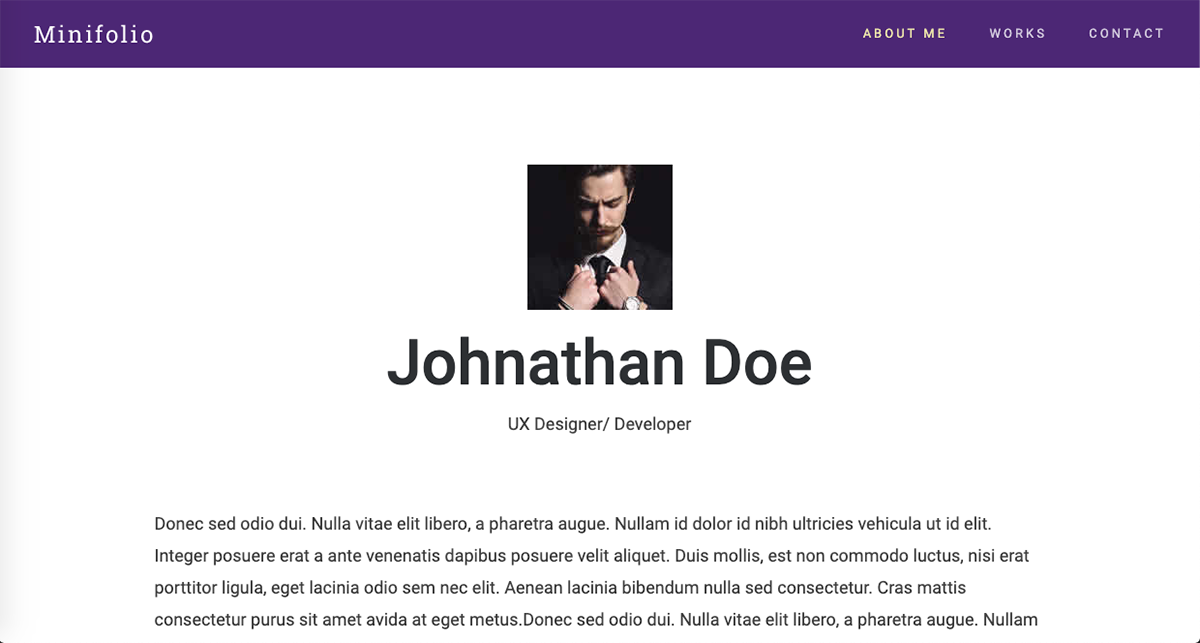 Minifolio
ABOUT ME
WORKS
CONTACT
Johnathan Doe
UX Designer/ Developer
Donec sed odio dui. Nulla vitae elit libero, a pharetra augue. Nullam id dolor id nibh ultricies vehicula ut id elit.
Integer posuere erat a ante venenatis dapibus posuere velit aliquet. Duis mollis, est non commodo luctus, nisi erat
porttitor ligula, eget lacinia odio sem nec elit. Aenean lacinia bibendum nulla sed consectetur. Cras mattis
consectetur purus sit amet avida at eget metus.Donec sed odio dui. Nulla vitae elit libero, a pharetra augue. Nullam